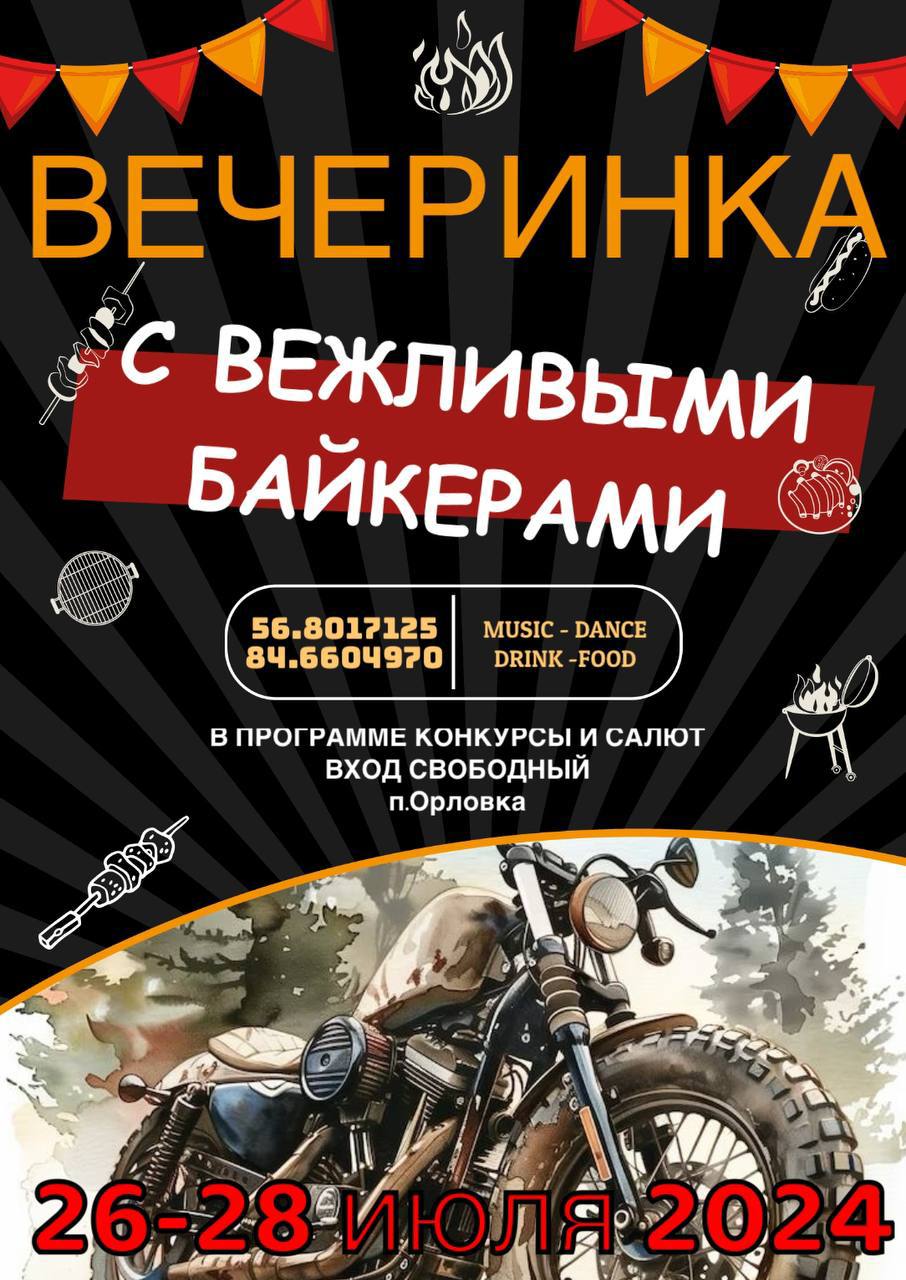 ВЕЧЕРИНКА
С ВЕЖЛИВЫМИ
БАЙКЕРАМИ
56.8017125
84.6604970
MUSIC - DANCE
DRINK -FOOD
В ПРОГРАММЕ КОНКУРСЫ И САЛЮТ
ВХОД СВОБОДНЫЙ
п.Орловка
26-28 ИЮЛЯ 2024